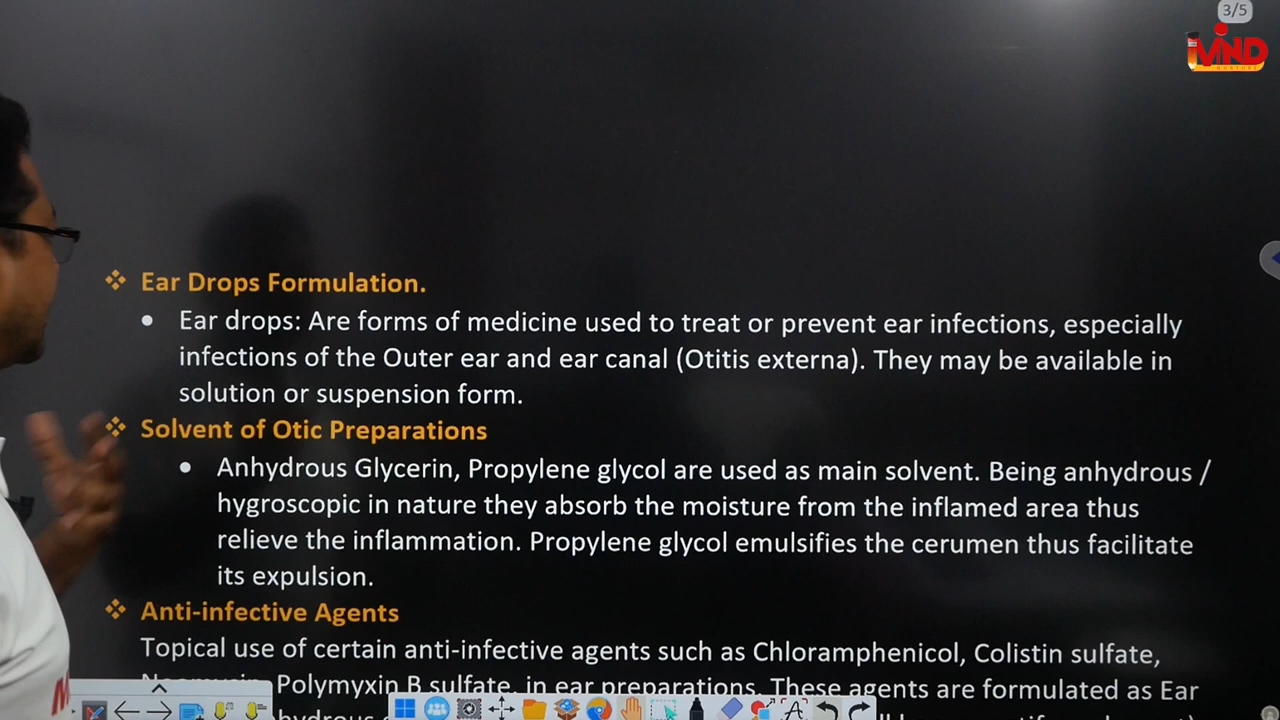 3/5
MIND
❖ Ear Drops Formulation.
• Ear drops: Are forms of medicine used to treat or prevent ear infections, especially
infections of the Outer ear and ear canal (Otitis externa). They may be available in
solution or suspension form.
❖ Solvent of Otic Preparations
• Anhydrous Glycerin, Propylene glycol are used as main solvent. Being anhydrous /
hygroscopic in nature they absorb the moisture from the inflamed area thus
relieve the inflammation. Propylene glycol emulsifies the cerumen thus facilitate
its expulsion.
❖ Anti-infective Agents
Topical use of certain anti-infective agents such as Chloramphenicol, Colistin sulfate,
Polymyxin B sulfate, in ear preparations. These agents are formulated as Ear